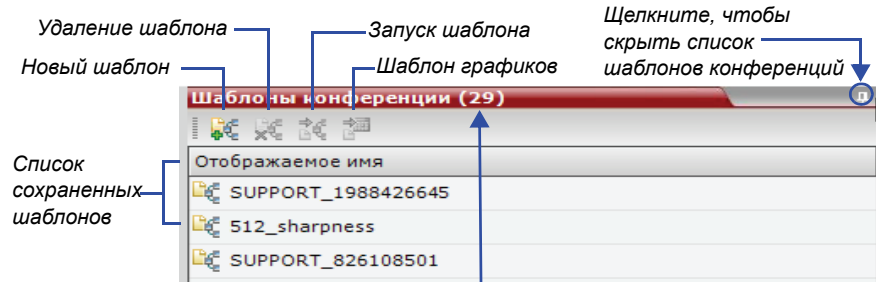 Удаление шаблона
Запуск шаблона
Щелкните, чтобы
скрыть список
шаблонов конференций
Новый шаблон
Шаблон графиков
Шаблоны конференции (29)
Отображаемое имя
Список
сохраненных
шаблонов
SUPPORT_1988426645
512_sharpness
SUPPORT_826108501